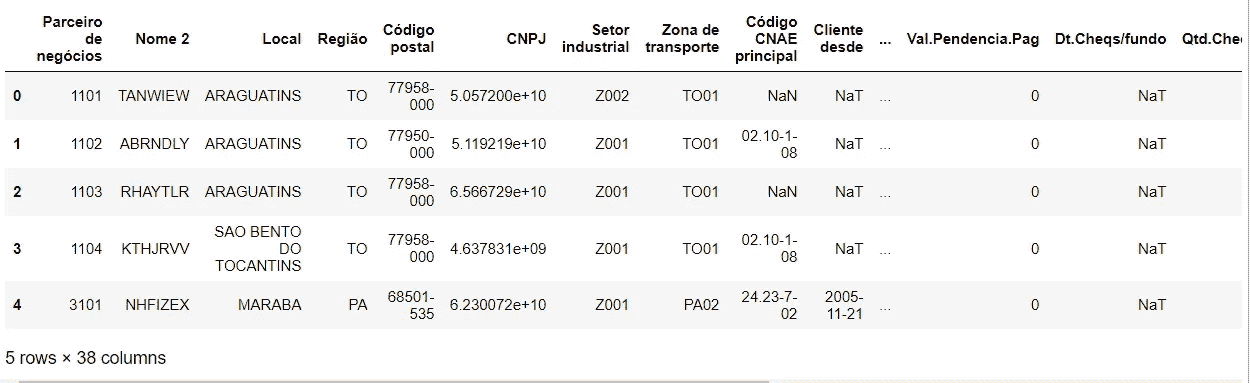 Parceiro de negócios Nome 2 Local Região Código postal CNPJ Setor industrial Zona de transporte Código CNAE principal Cliente desde ... Val.Pendencia.Pag Dt.Cheqs/fundo
0 1101 TANWIEW ARAGUATINS TO 77958-000 5.057200e+10 Z002 TO01 NaN NaT ... 0 NaT
1 1102 ABRNDLY ARAGUATINS TO 77950-000 5.119219e+10 Z001 TO01 02.10-1-08 NaT ... 0 NaT
2 1103 RHAYTLR ARAGUATINS TO 77958-000 6.566729e+10 Z001 TO01 NaN NaT ... 0 NaT
3 1104 KTHJRVV SAO BENTO DO TOCANTINS TO 77958-000 4.637831e+09 Z001 TO01 02.10-1-08 NaT ... 0 NaT
4 3101 NHFIZEX MARABA PA 68501-535 6.230072e+10 Z001 PA02 24.23-7-02 2005-11-21 ... 0 NaT
5 rows × 38 columns